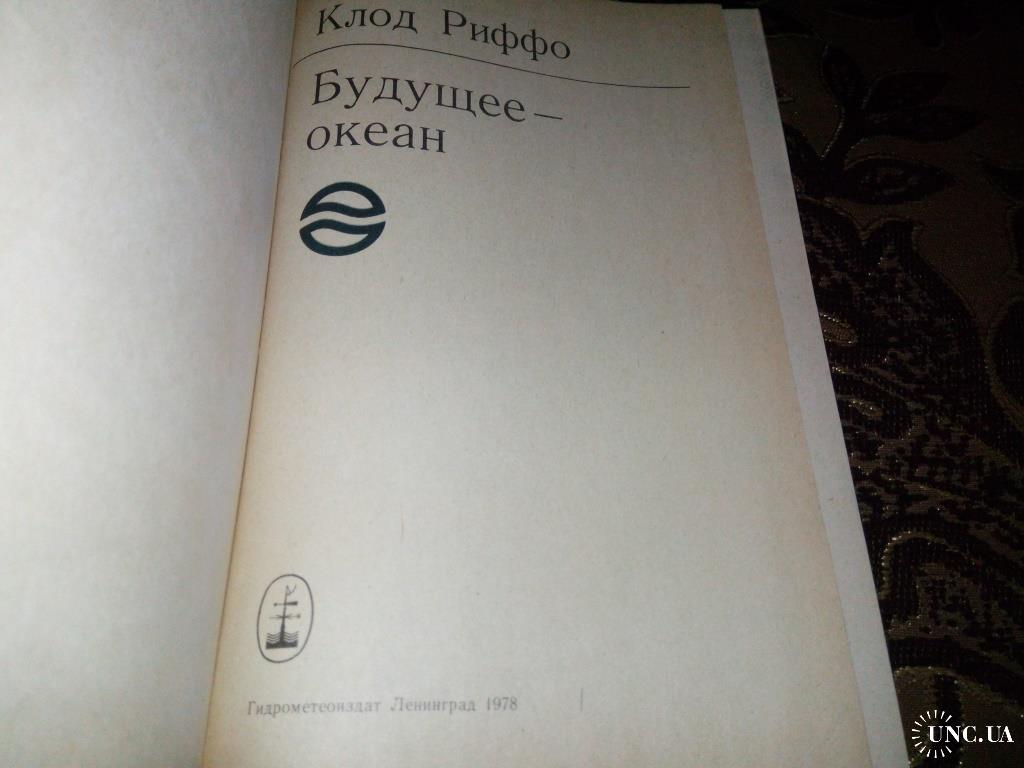 Клод Риффо
Будущее –
океан
Гидрометеоиздат Ленинград 1978
UNC.UA